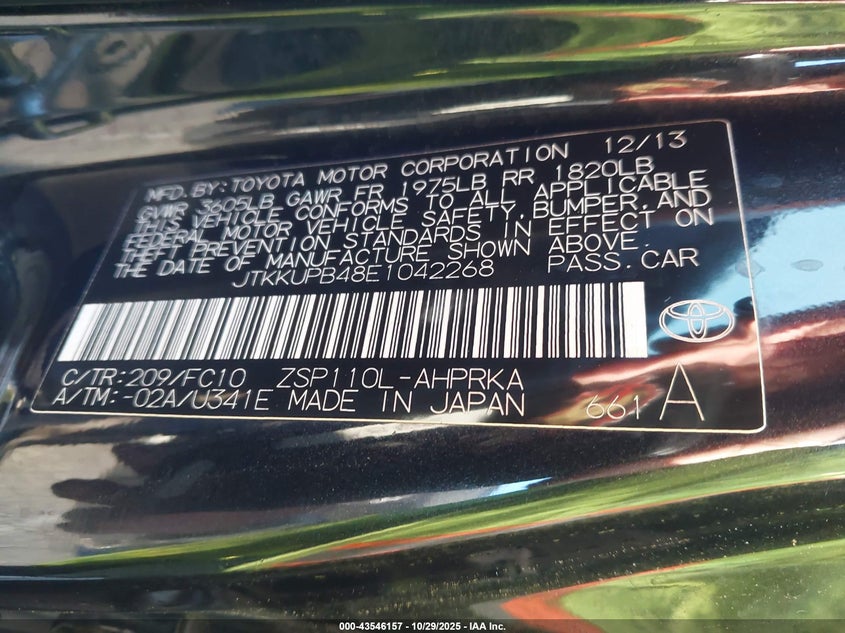 MFD.BY:TOYOTA MOTOR CORPORATION 12/13
GVWR 3605LB GAWR FR 1975LB RR 1820LB
THIS VEHICLE CONFORMS TO ALL APPLICABLE
FEDERAL MOTOR VEHICLE SAFETY,BUMPER,AND
THEFT PREVENTION STANDARDS IN EFFECT ON
THE DATE OF MANUFACTURE SHOWN ABOVE.
JTKKUPB48E1042268 PASS.CAR
C/TR:209/FC10 ZSP110L-AHPRKA
A/TM:-02A/U341E MADE IN JAPAN 661 A
000-43546157 - 10/29/2025 - IAA Inc.